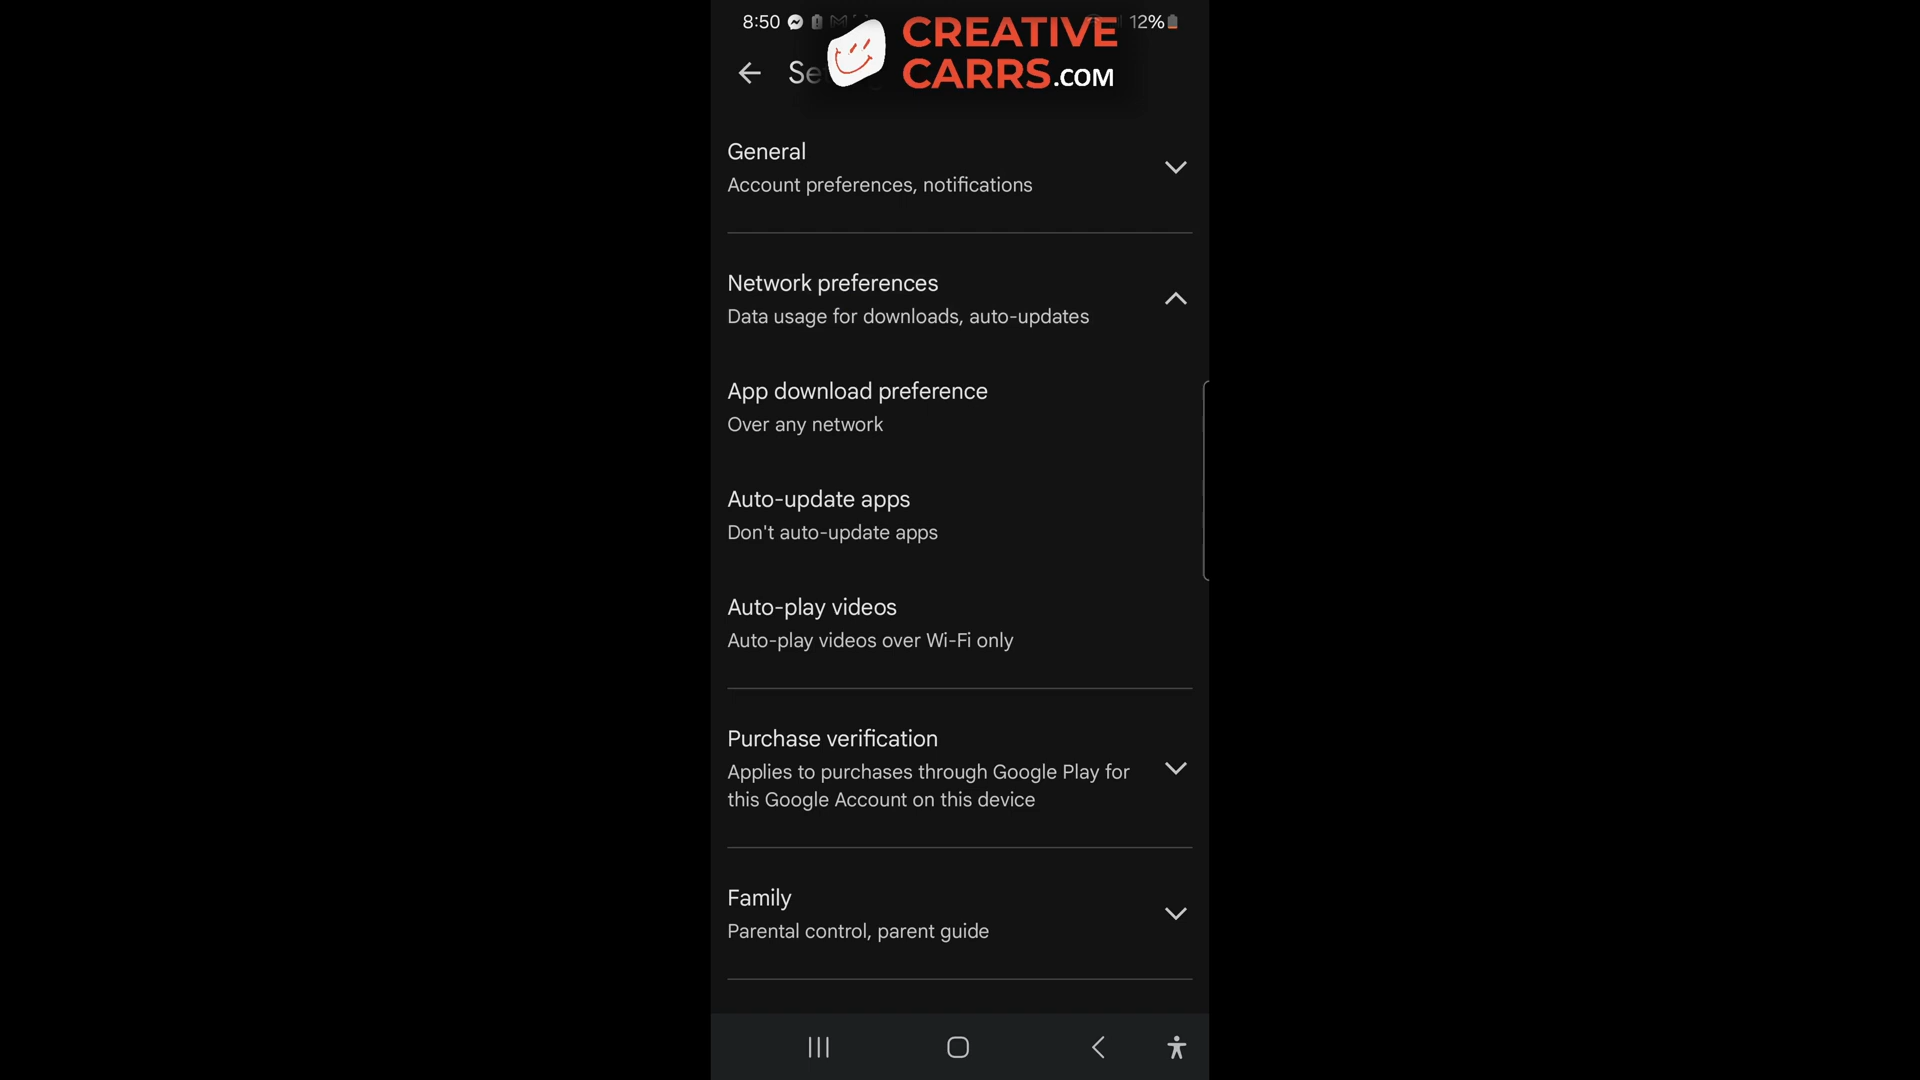 8:50
12%
CREATIVE
CARRS.COM
General
Account preferences, notifications
Network preferences
Data usage for downloads, auto-updates
App download preference
Over any network
Auto-update apps
Don't auto-update apps
Auto-play videos
Auto-play videos over Wi-Fi only
Purchase verification
Applies to purchases through Google Play for
this Google Account on this device
Family
Parental control, parent guide